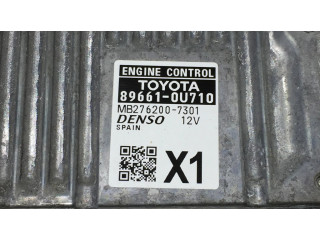 ENGINE CONTROL
TOYOTA
89661-0U710
MB276200-7301
DENSO 12V
SPAIN
X1